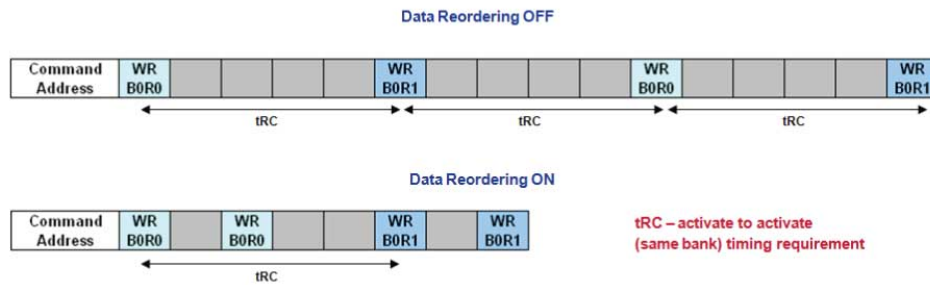 Data Reordering OFF
Command WR WR WR WR
Address B0R0 B0R1 B0R0 B0R1
tRC tRC tRC
Data Reordering ON
Command WR WR WR WR
Address B0R0 B0R0 B0R1 B0R1
tRC – activate to activate
(same bank) timing requirement
tRC